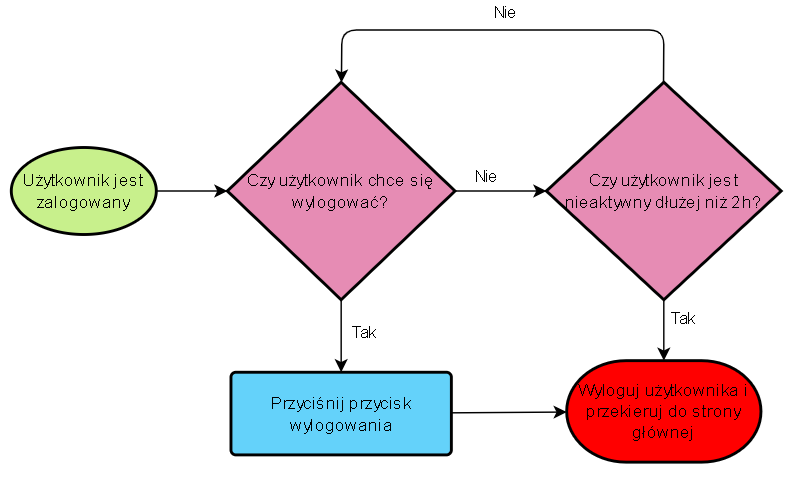 Nie
Użytkownik jest
zalogowany
Czy użytkownik chce się
wylogować?
Nie
Czy użytkownik jest
nieaktywny dłużej niż 2h?
Tak
Tak
Przyciśnij przycisk
wylogowania
Wyloguj użytkownika i
przekieruj do strony
głównej